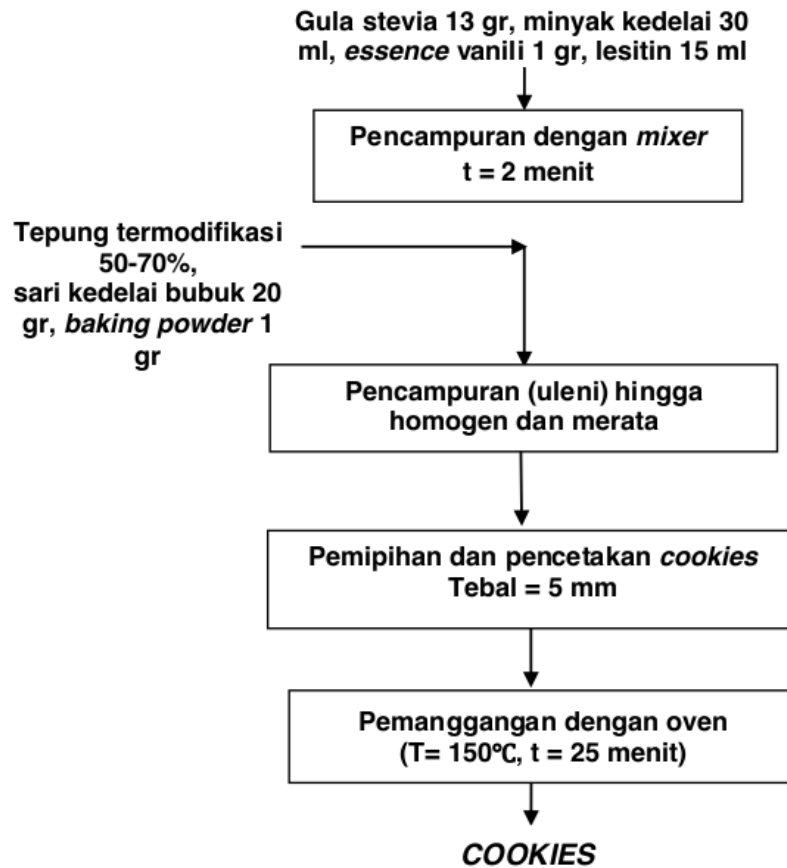 Gula stevia 13 gr, minyak kedelai 30
ml, essence vanili 1 gr, lesitin 15 ml
Pencampuran dengan mixer
t = 2 menit
Tepung termodifikasi
50-70%,
sari kedelai bubuk 20
gr, baking powder 1
gr
Pencampuran (uleni) hingga
homogen dan merata
Pemipihan dan pencetakan cookies
Tebal = 5 mm
Pemanggangan dengan oven
(T= 150℃, t = 25 menit)
COOKIES